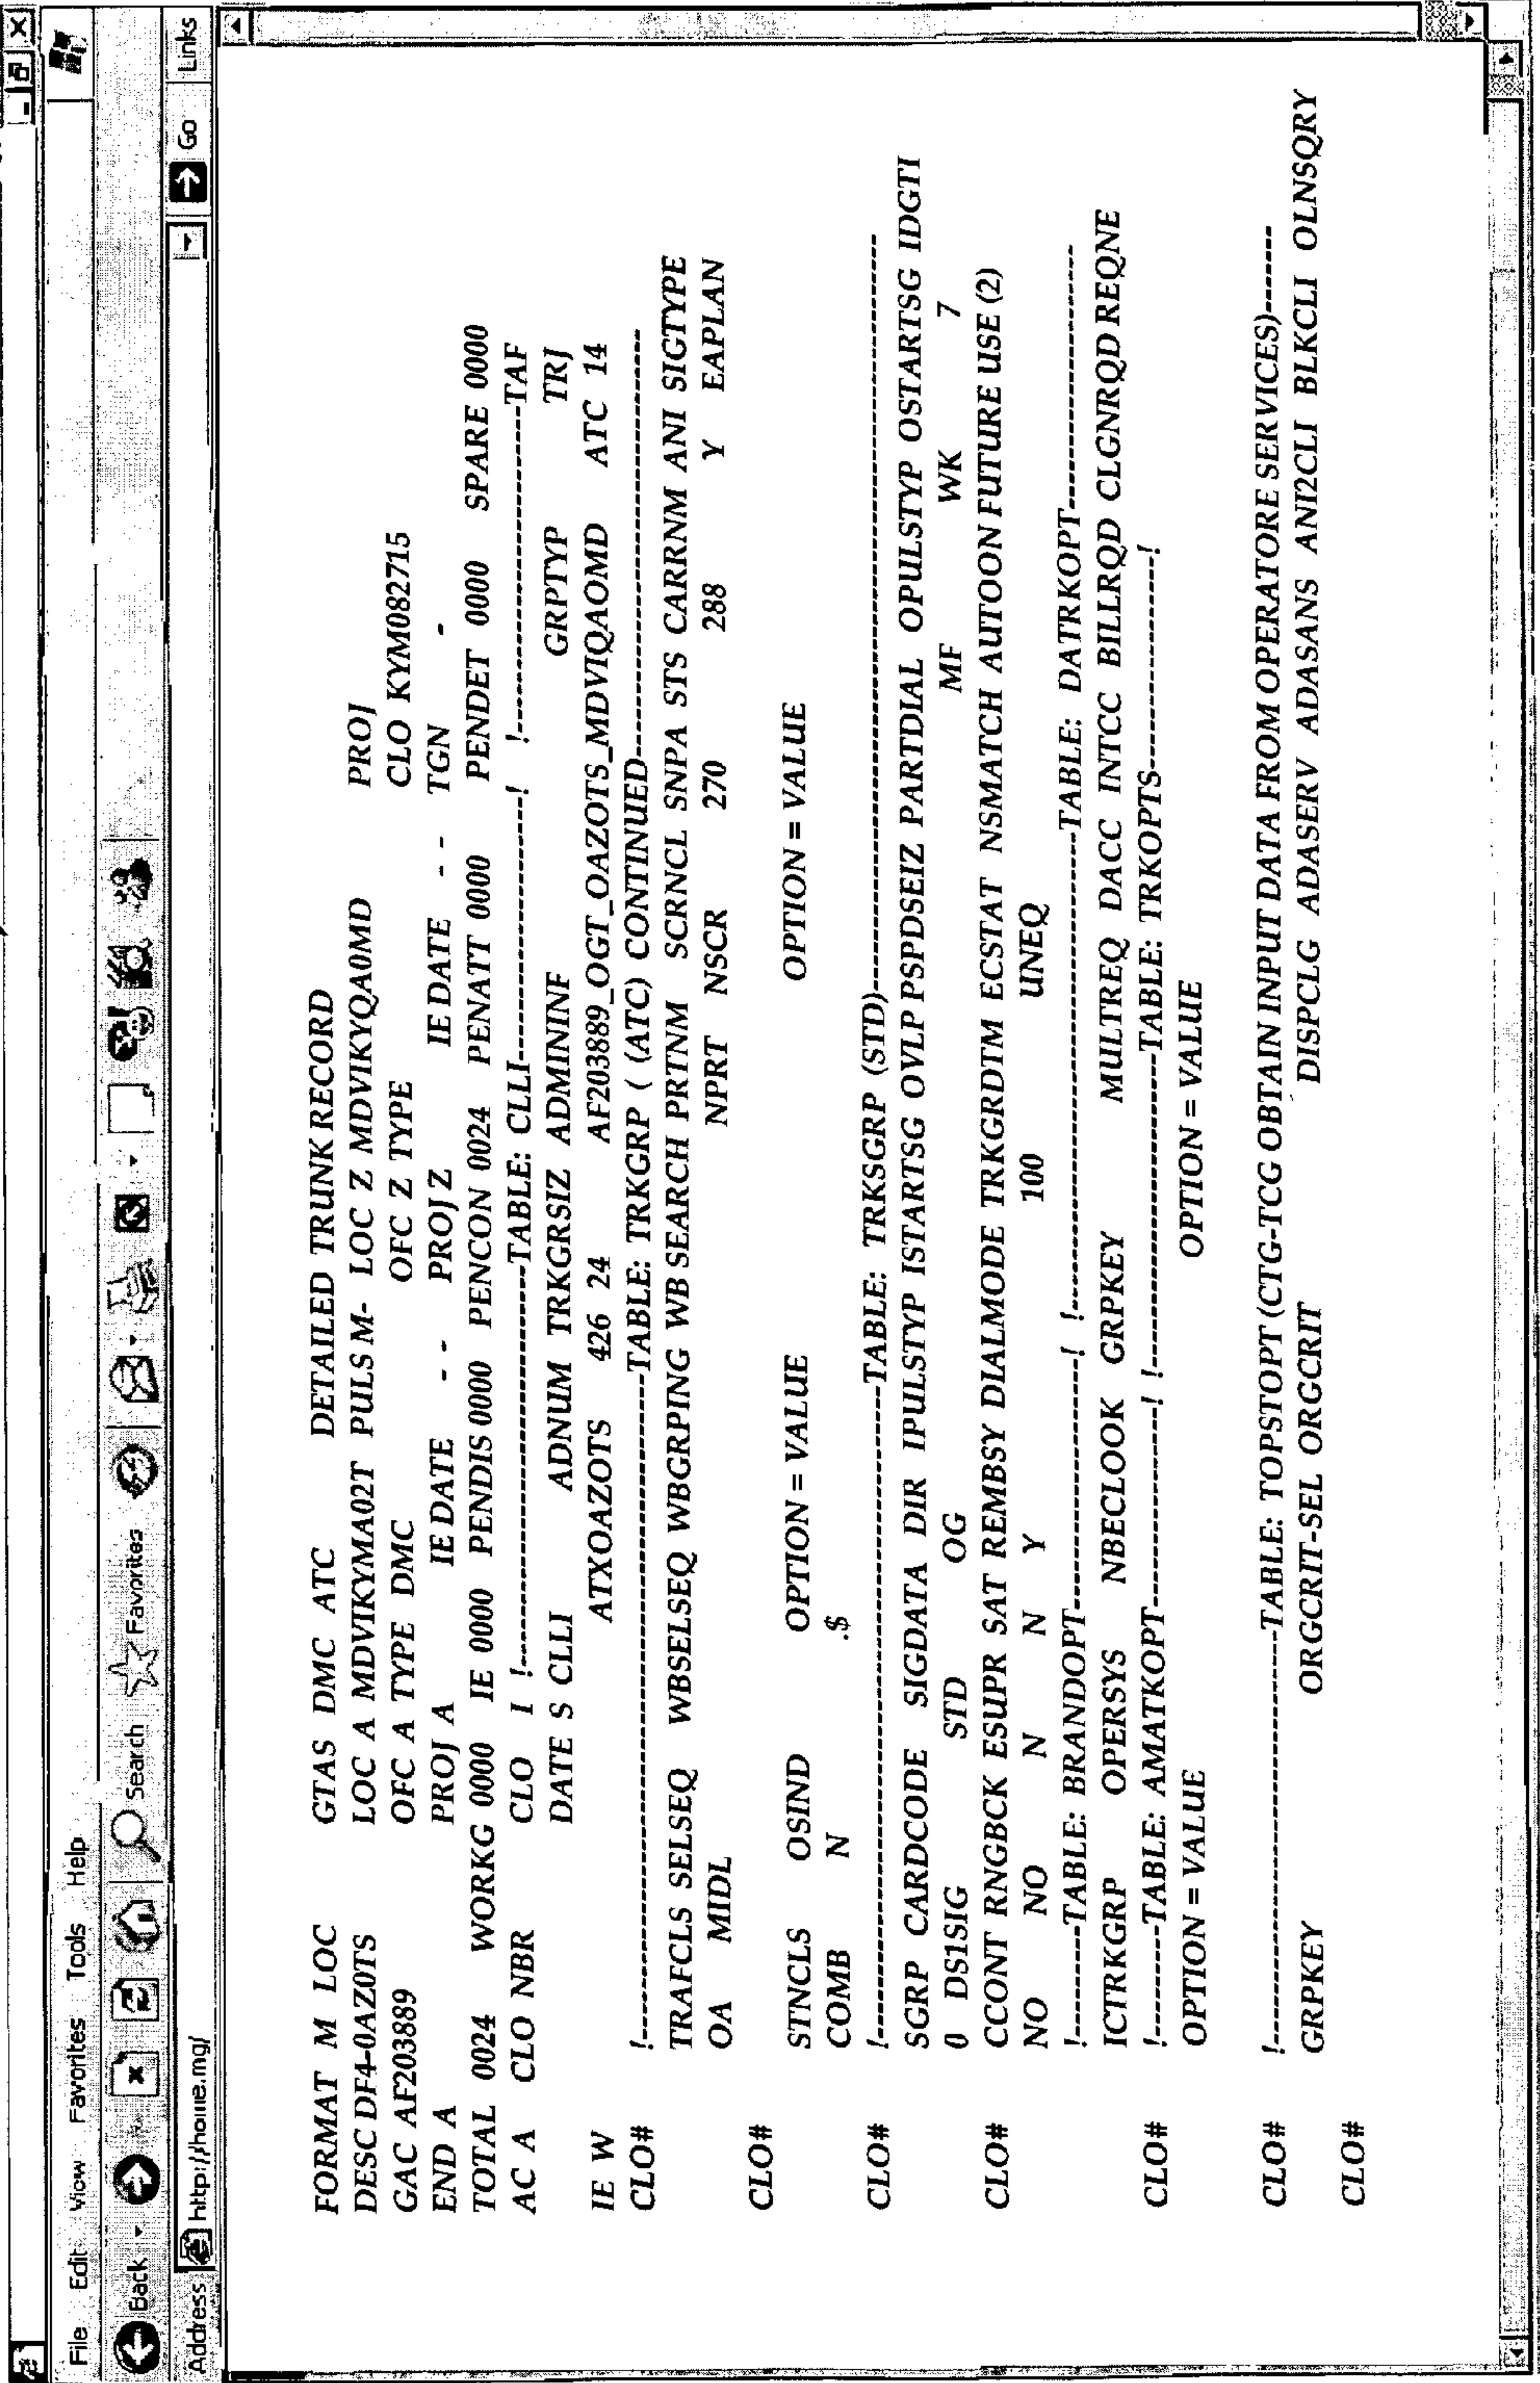 File Edit View Favorites Tools Help
Back Search Favorites
Address http://home.mg/ Go Links
FORMAT M LOC GTAS DMC ATC DETAILED TRUNK RECORD
DESC DF4-0AZ0TS LOC A MDVIKYMA02T PULS M- LOC Z MDVIKYQA0MD PROJ
GAC AF203889 OFC A TYPE DMC OFC Z TYPE CLO KYM082715
END A PROJ A IE DATE - - PROJ Z IE DATE - - TGN -
TOTAL 0024 WORKG 0000 IE 0000 PENDIS 0000 PENCON 0024 PENATT 0000 PENDET 0000 SPARE 0000
AC A CLO NBR CLO I !--------------------------------TABLE: CLLI----------------------! !--------------------------TAF
DATE S CLLI ADNUM TRKGRSIZ ADMININF GRPTYP TRJ
IE W ATXOAZOTS 426 24 AF203889_OGT_OAZOTS_MDVIQAOMD ATC 14
CLO# !------------------------------------------------TABLE: TRKGRP ( (ATC) CONTINUED--------------------------------
TRAFCLS SELSEQ WBSELSEQ WBGRPING WB SEARCH PRTNM SCRNCL SNPA STS CARRNM ANI SIGTYPE
OA MIDL NPRT NSCR 270 288 Y EAPLAN
CLO#
STNCLS OSIND OPTION = VALUE OPTION = VALUE
COMB N .$
CLO# !------------------------------------------------TABLE: TRKSGRP (STD)------------------------------------------------
SGRP CARDCODE SIGDATA DIR IPULSTYP ISTARTSG OVLP PSPDSEIZ PARTDIAL OPULSTYP OSTARTSG IDGTI
0 DS1SIG STD OG MF WK 7
CLO# CCONT RNGBCK ESUPR SAT REMBSY DIALMODE TRKGRDTM ECSTAT NSMATCH AUTOON FUTURE USE (2)
NO NO N N Y 100 UNEQ
!-------TABLE: BRANDOPT-----------------! !--------------------------------TABLE: DATRKOPT----------------------
ICTRKGRP OPERSYS NBECLOOK GRPKEY MULTREQ DACC INTCC BILLRQD CLGNRQD REQNE
CLO# !-------TABLE: AMATKOPT-----------------! !----------------------TABLE: TRKOPTS----------------!
OPTION = VALUE OPTION = VALUE
CLO# !------------------------------TABLE: TOPSTOPT (CTG-TCG OBTAIN INPUT DATA FROM OPERATORE SERVICES)------
GRPKEY ORGCRIT-SEL ORGCRIT DISPCLG ADASERV ADASANS ANI2CLI BLKCLI OLNSQRY
CLO#